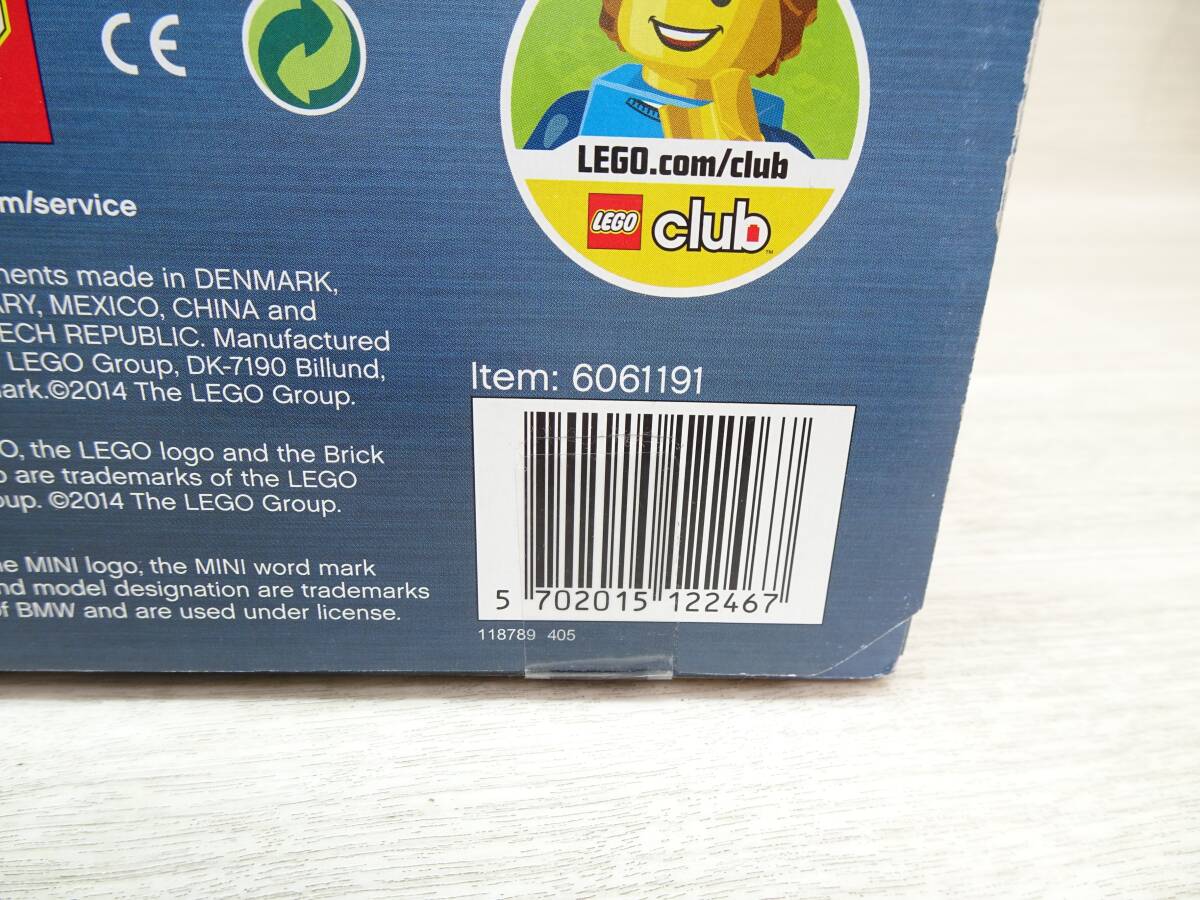 CE
LEGO.com/club
LEGO club™
m/service
ments made in DENMARK,
ARY, MEXICO, CHINA and
ECH REPUBLIC. Manufactured
LEGO Group, DK-7190 Billund,
ark.©2014 The LEGO Group.
O, the LEGO logo and the Brick
are trademarks of the LEGO
oup. ©2014 The LEGO Group.
e MINI logo, the MINI word mark
nd model designation are trademarks
of BMW and are used under license.
Item: 6061191
5 702015 122467
118789 405